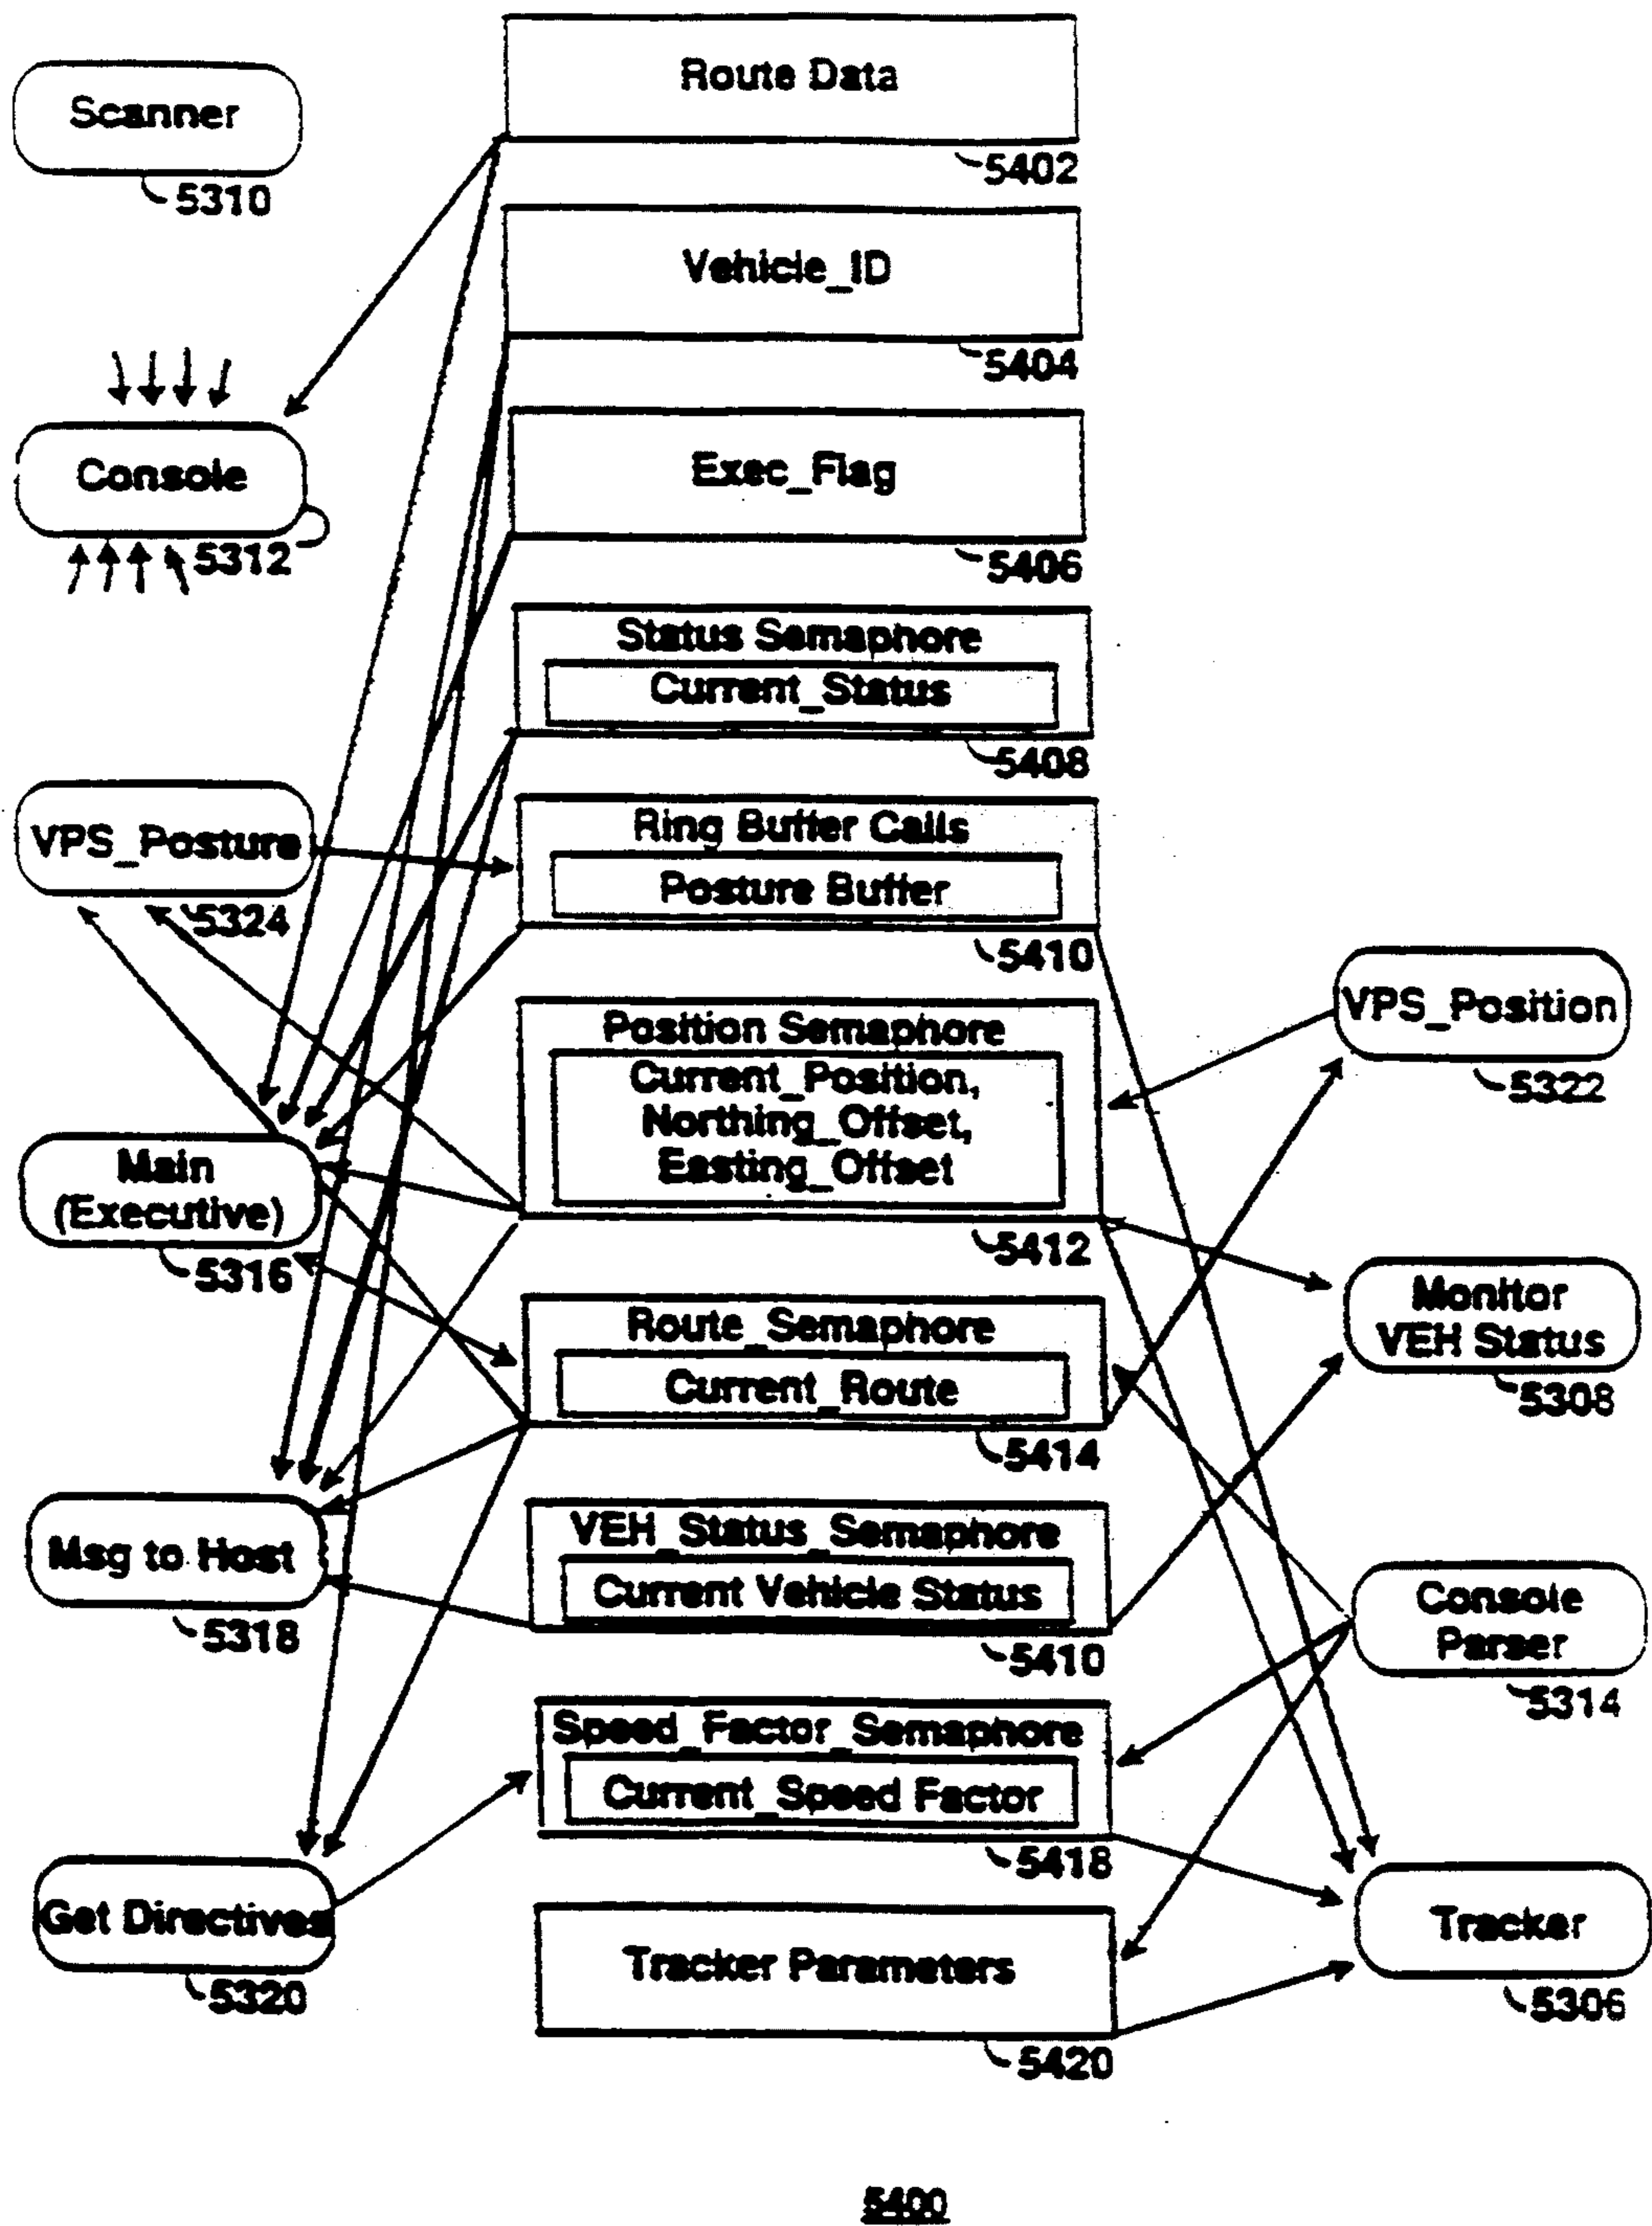 Route Data
5402
Scanner
5310
Vehicle_ID
5404
Exec_Flag
5406
Console
5312
Status Semaphore
Current_Status
5408
VPS_Posture
5324
Ring Buffer Calls
Posture Buffer
5410
VPS_Position
5322
Position Semaphore
Current_Position,
Northing_Offset,
Easting_Offset
5412
Main
(Executive)
5316
Monitor
VEH Status
5308
Route_Semaphore
Current_Route
5414
Msg to Host
5318
VEH_Status_Semaphore
Current Vehicle Status
5410
Console
Parser
5314
Speed_Factor_Semaphore
Current_Speed Factor
5418
Get Directives
5320
Tracker Parameters
5420
Tracker
5306
5400